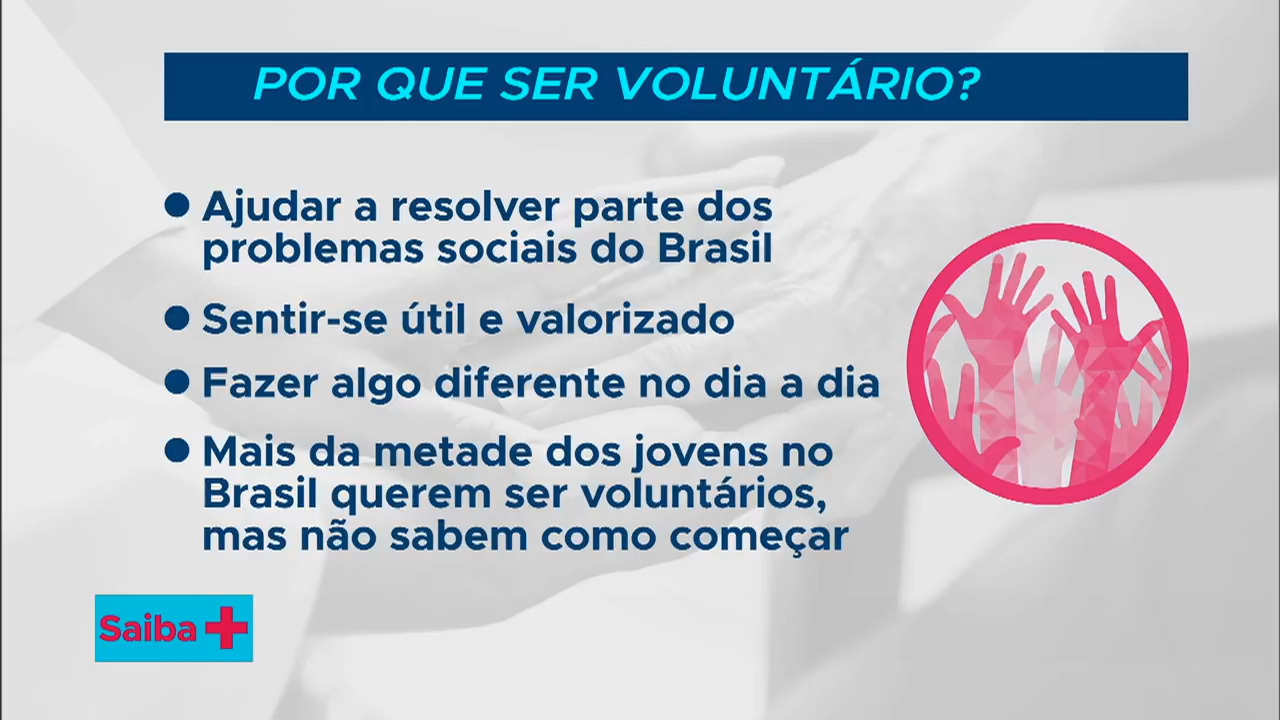 POR QUE SER VOLUNTÁRIO?
Ajudar a resolver parte dos
problemas sociais do Brasil
Sentir-se útil e valorizado
Fazer algo diferente no dia a dia
Mais da metade dos jovens no
Brasil querem ser voluntários,
mas não sabem como começar
Saiba+